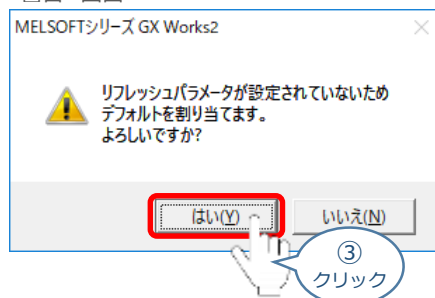 MELSOFTシリーズ GX Works2
リフレッシュパラメータが設定されていないため
デフォルトを割り当てます。
よろしいですか?
はい(Y)
いいえ(N)
③
クリック